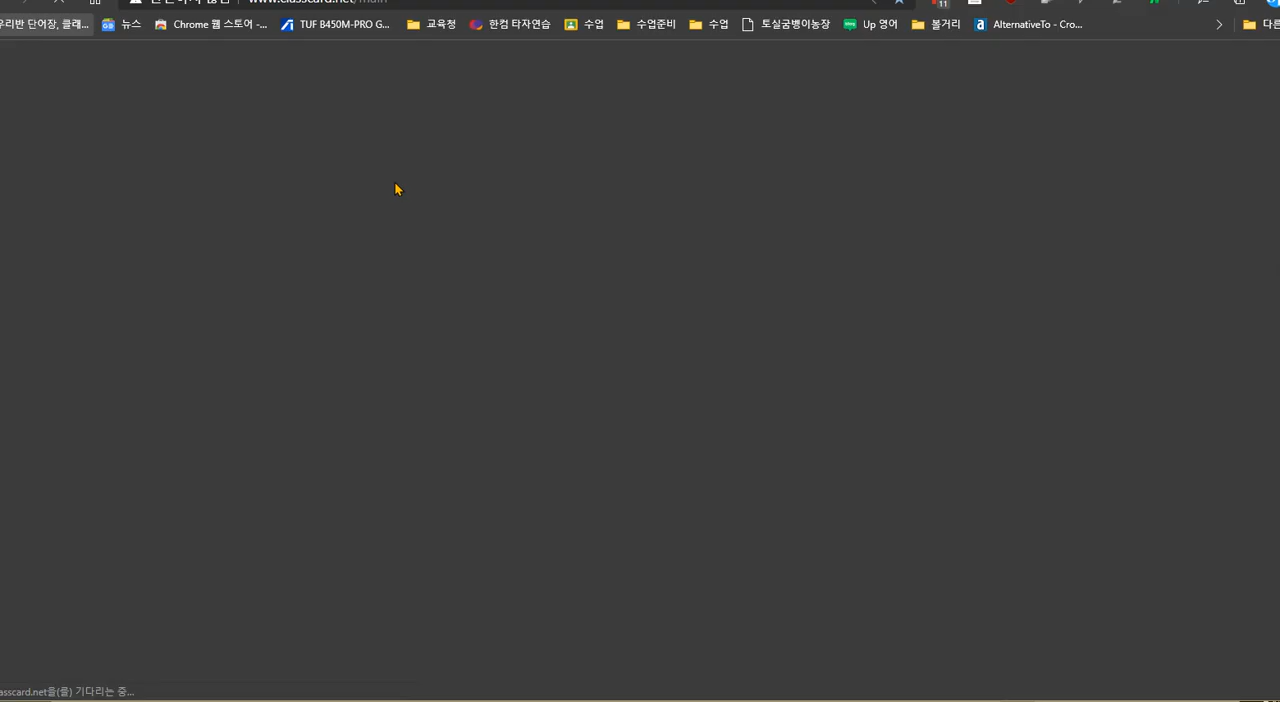 www.classcard.net/main
11
우리반 단어장, 클래... 뉴스 Chrome 웹 스토어 -... TUF B450M-PRO G... 교육청 한컴 타자연습 수업 수업준비 수업 토실굼벵이농장 Up 영어 볼거리 AlternativeTo - Cro... 다른
asscard.net을(를) 기다리는 중...